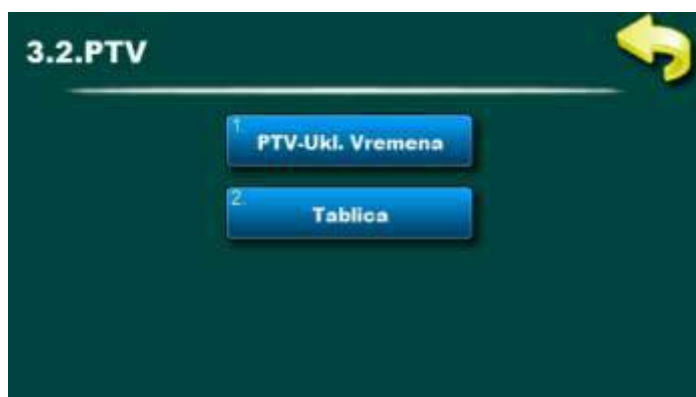 3.2.PTV
1.
PTV-Ukl. Vremena
2.
Tablica